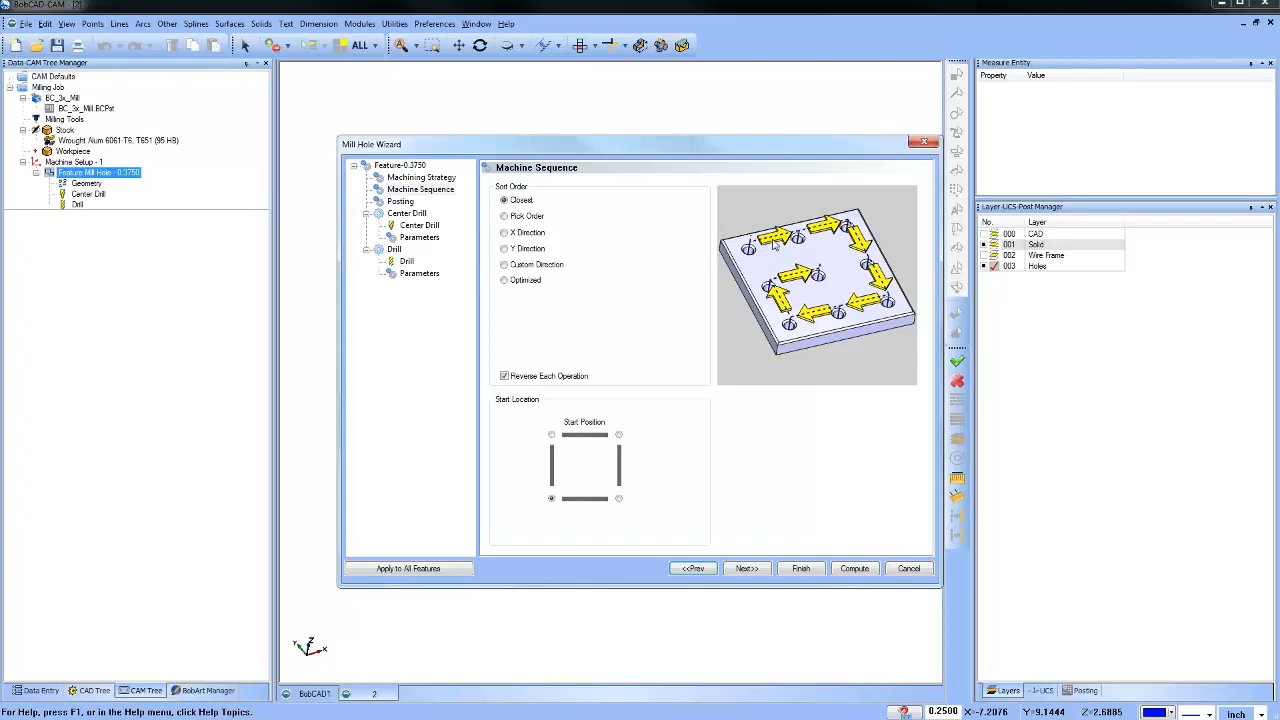 BobCAD-CAM - [2]
File Edit View Points Lines Arcs Other Splines Surfaces Solids Text Dimension Modules Utilities Preferences Window Help
ALL
Data-CAM Tree Manager
CAM Defaults
Milling Job
BC_3x_Mill
BC_3x_Mill.BCPst
Milling Tools
Stock
Wrought Alum 6061-T6, T651 (95 HB)
Workpiece
Machine Setup - 1
Feature Mill Hole - 0.3750
Geometry
Center Drill
Drill
Mill Hole Wizard
Feature-0.3750
Machining Strategy
Machine Sequence
Posting
Center Drill
Center Drill
Parameters
Drill
Drill
Parameters
Machine Sequence
Sort Order
Closest
Pick Order
X Direction
Y Direction
Custom Direction
Optimized
Reverse Each Operation
Start Location
Start Position
Apply to All Features
<<Prev
Next>>
Finish
Compute
Cancel
Measure Entity
Property Value
Layer-UCS-Post Manager
No. Layer
000 CAD
001 Solid
002 Wire Frame
003 Holes
Y Z X
Data Entry CAD Tree CAM Tree BobArt Manager
BobCAD1 2
Layers UCS Posting
For Help, press F1, or in the Help menu, click Help Topics.
0.2500 X=-7.2076 Y=9.1444 Z=2.6885 Inch